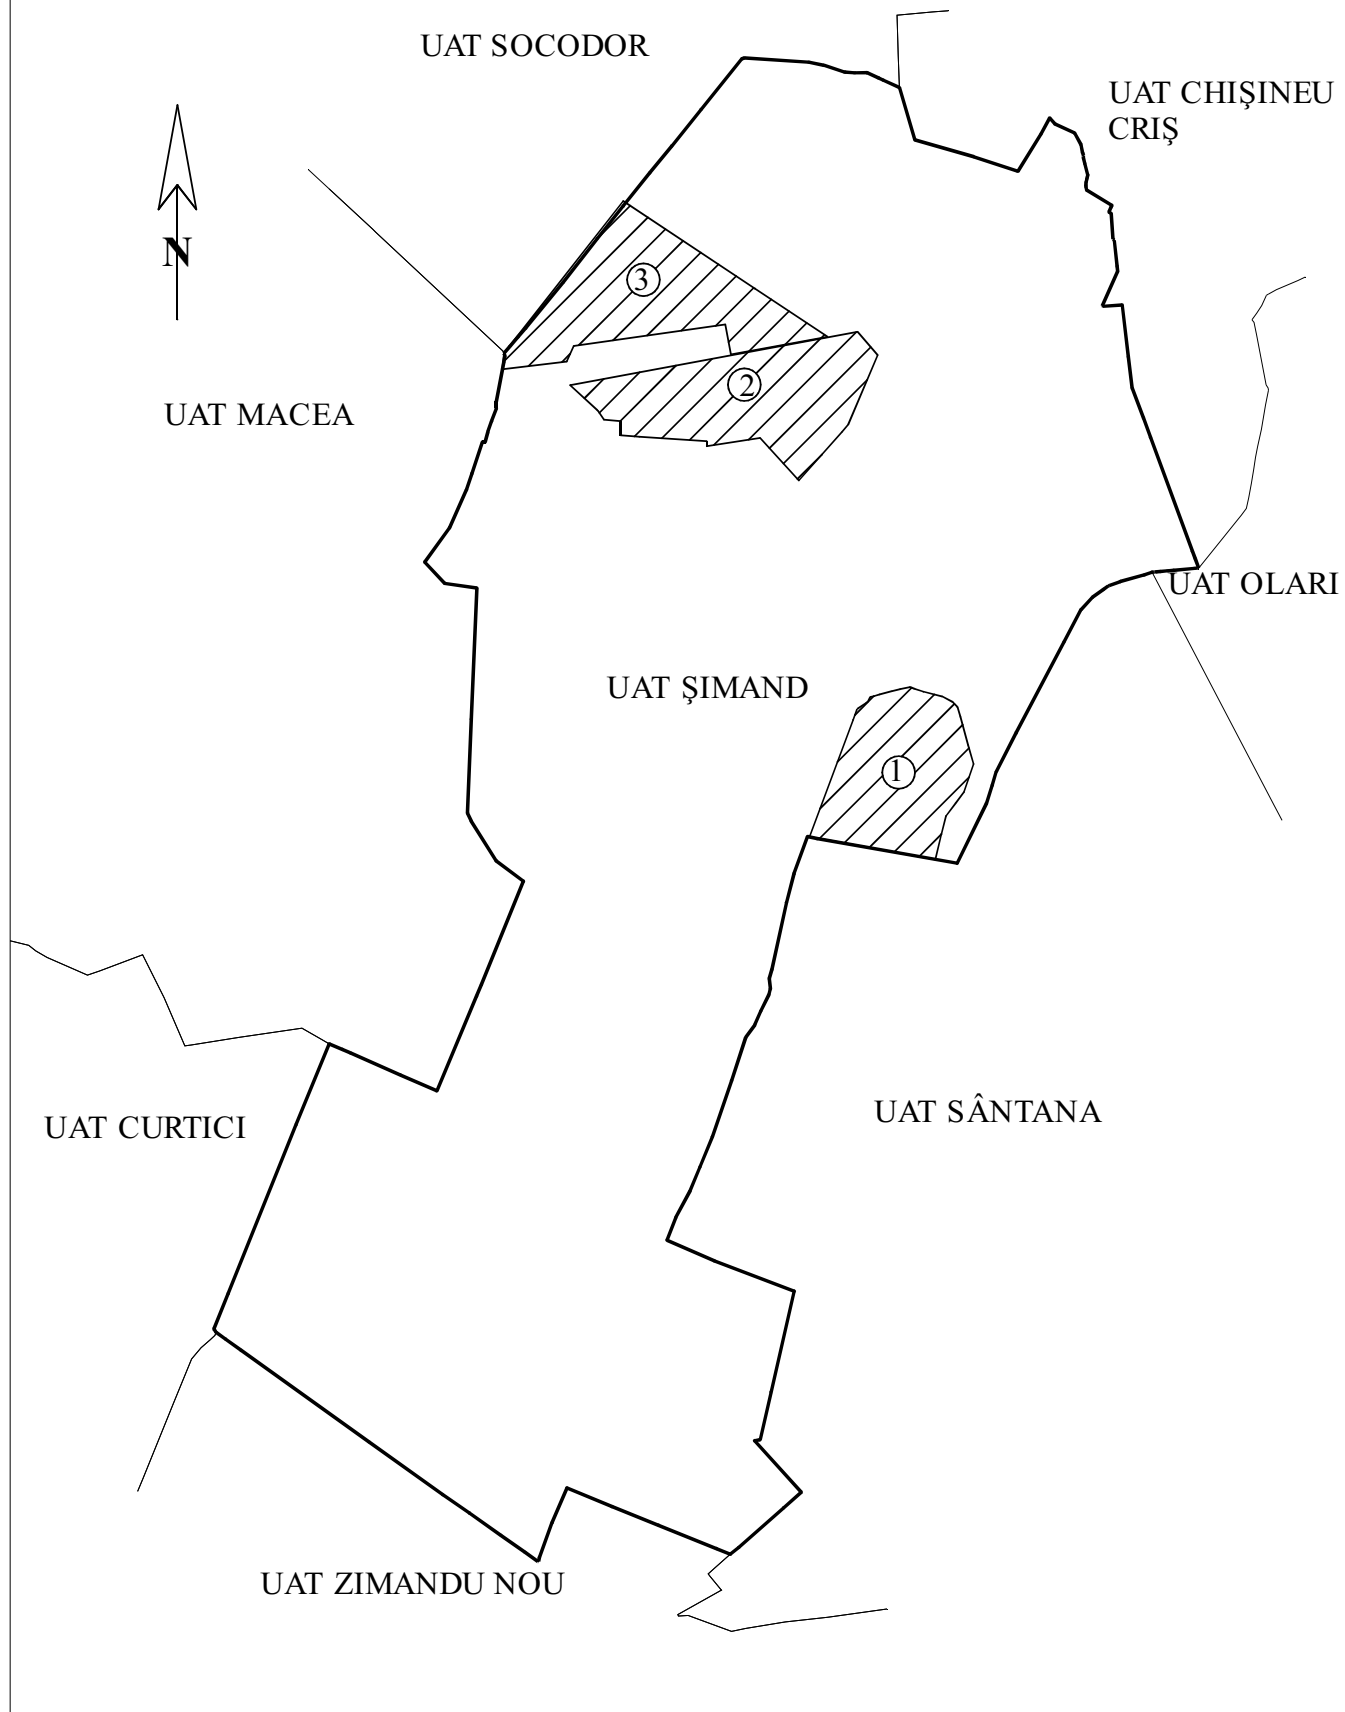 UAT SOCODOR
UAT CHIŞINEU
CRIŞ
N
3
2
UAT MACEA
UAT OLARI
UAT ŞIMAND
1
UAT CURTICI
UAT SÂNTANA
UAT ZIMANDU NOU